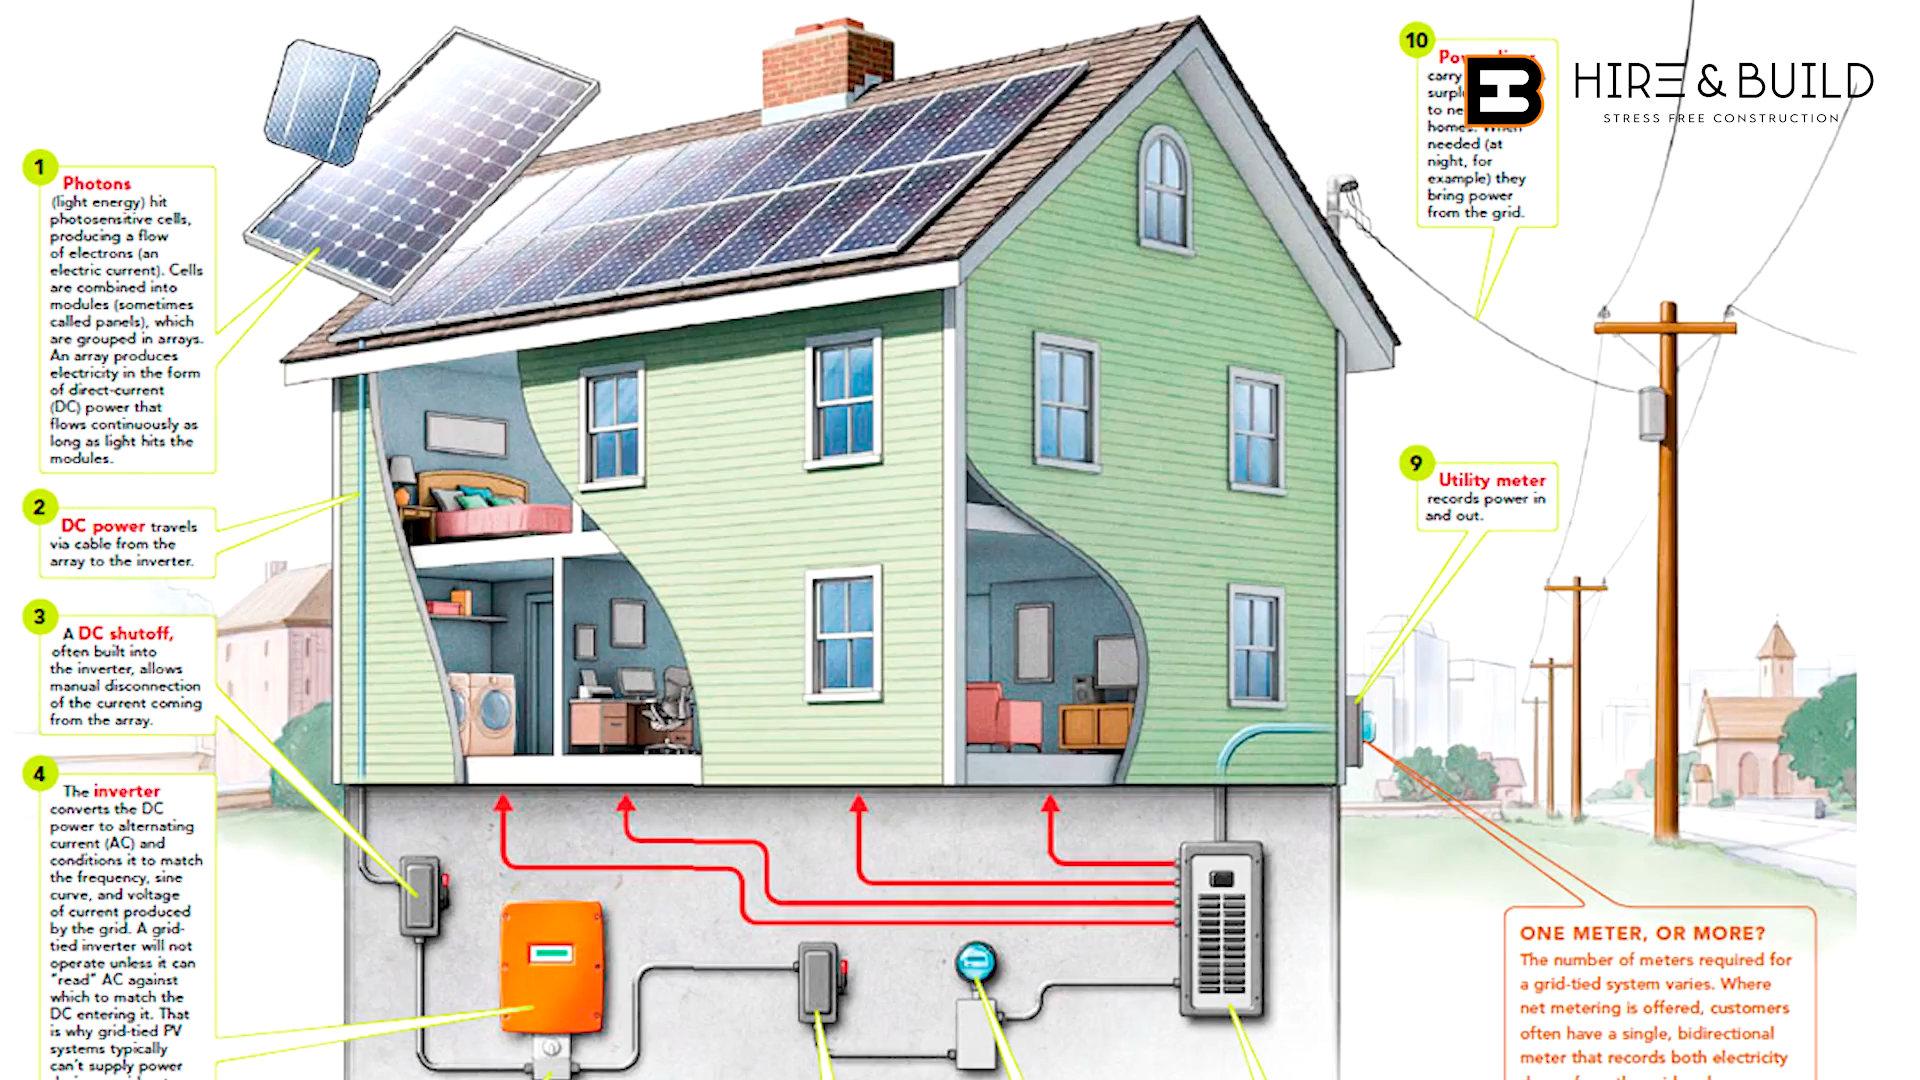 1
Photons
(light energy) hit
photosensitive cells,
producing a flow
of electrons (an
electric current). Cells
are combined into
modules (sometimes
called panels), which
are grouped in arrays.
An array produces
electricity in the form
of direct-current
(DC) power that
flows continuously as
long as light hits the
modules.
2
DC power travels
via cable from the
array to the inverter.
3
A DC shutoff,
often built into
the inverter, allows
manual disconnection
of the current coming
from the array.
4
The inverter
converts the DC
power to alternating
current (AC) and
conditions it to match
the frequency, sine
curve, and voltage
of current produced
by the grid. A grid-
tied inverter will not
operate unless it can
"read" AC against
which to match the
DC entering it. That
is why grid-tied PV
systems typically
can't supply power
10
carry
to ne
homes. When
needed (at
night, for
example) they
bring power
from the grid.
HIRE & BUILD
STRESS FREE CONSTRUCTION
9
Utility meter
records power in
and out.
ONE METER, OR MORE?
The number of meters required for
a grid-tied system varies. Where
net metering is offered, customers
often have a single, bidirectional
meter that records both electricity